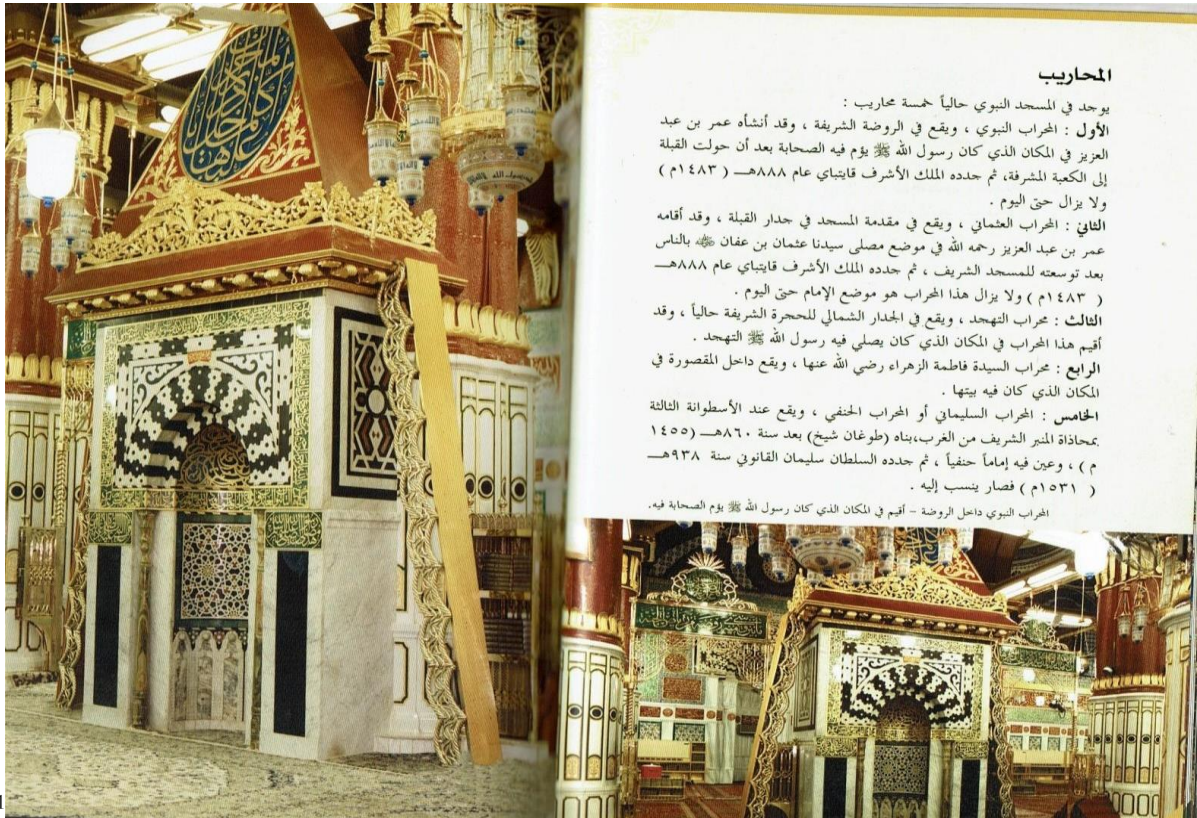 المحاريب
يوجد في المسجد النبوي حالياً خمسة محاريب :
الأول : المحراب النبوي ، ويقع في الروضة الشريفة ، وقد أنشأه عمر بن عبد
العزيز في المكان الذي كان رسول الله ﷺ يؤم فيه الصحابة بعد أن حولت القبلة
إلى الكعبة المشرفة، ثم جدده الملك الأشرف قايتباي عام ٨٨٨هـــ ( ١٤٨٣م )
ولا يزال حتى اليوم .
الثاني : المحراب العثماني ، ويقع في مقدمة المسجد في جدار القبلة ، وقد أقامه
عمر بن عبد العزيز رحمه الله في موضع مصلى سيدنا عثمان بن عفان ﷺ بالناس
بعد توسعته للمسجد الشريف ، ثم جدده الملك الأشرف قايتباي عام ٨٨٨هـــ
( ١٤٨٣م ) ولا يزال هذا المحراب هو موضع الإمام حتى اليوم .
الثالث : محراب التهجد ، ويقع في الجدار الشمالي للحجرة الشريفة حالياً ، وقد
أقيم هذا المحراب في المكان الذي كان يصلي فيه رسول الله ﷺ التهجد .
الرابع : محراب السيدة فاطمة الزهراء رضي الله عنها ، ويقع داخل المقصورة في
المكان الذي كان فيه بيتها .
الخامس : المحراب السليماني أو المحراب الحنفي ، ويقع عند الأسطوانة الثالثة
بمحاذاة المنبر الشريف من الغرب،بناه (طوغان شيخ) بعد سنة ٨٦٠هـــ (١٤٥٥
م ) ، وعين فيه إماماً حنفياً ، ثم جدده السلطان سليمان القانوني سنة ٩٣٨هـــ
( ١٥٣١م ) فصار ينسب إليه .
المحراب النبوي داخل الروضة – أقيم في المكان الذي كان رسول الله ﷺ يؤم الصحابة فيه.